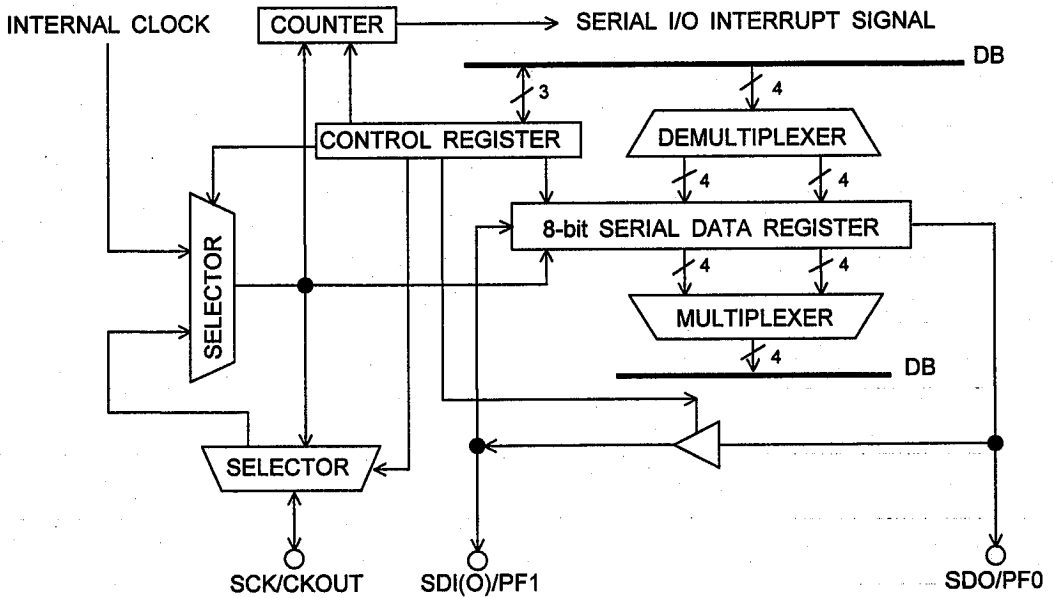 INTERNAL CLOCK
COUNTER
SERIAL I/O INTERRUPT SIGNAL
DB
3
4
CONTROL REGISTER
DEMULTIPLEXER
4
4
8-bit SERIAL DATA REGISTER
SELECTOR
4
4
MULTIPLEXER
4
DB
SELECTOR
SCK/CKOUT
SDI(O)/PF1
SDO/PF0